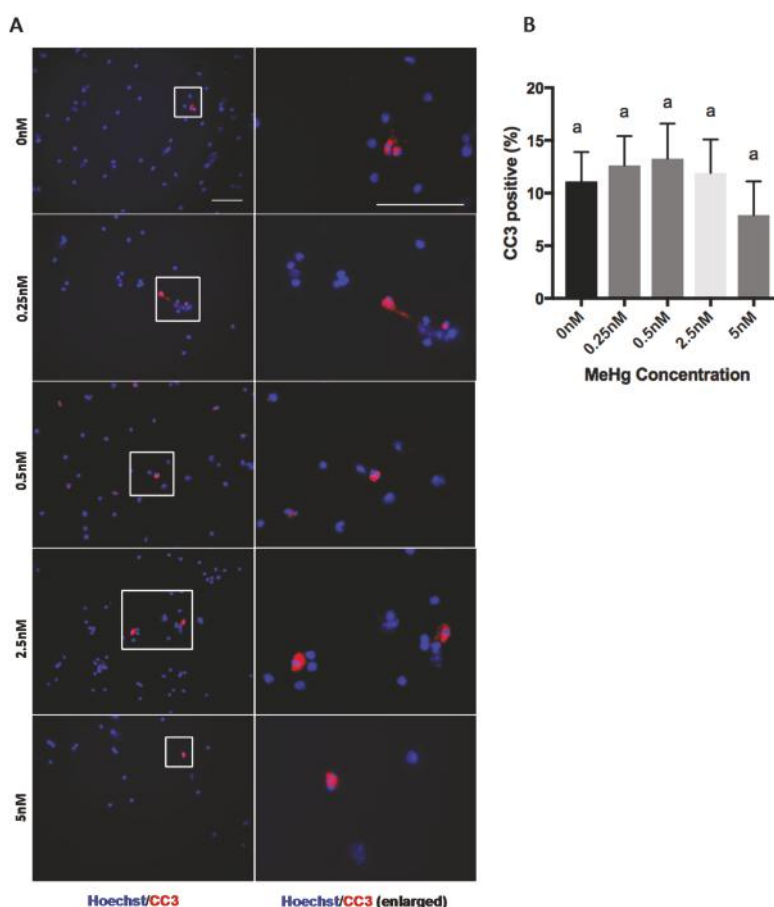 A
0nM
0.25nM
0.5nM
2.5nM
5nM
Hoechst/CC3
Hoechst/CC3 (enlarged)
B
CC3 positive (%)
20
15
10
5
0
a
a
a
a
a
0nM
0.25nM
0.5nM
2.5nM
5nM
MeHg Concentration